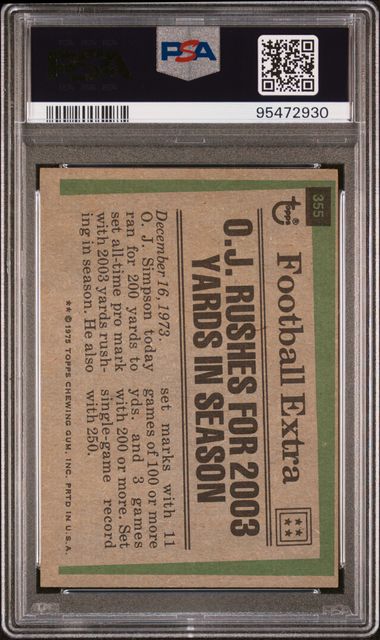 PSA
PSA
95472930
355
Topps
Football Extra
O.J. RUSHES FOR 2003
YARDS IN SEASON
December 16, 1973.
O. J. Simpson today
ran for 200 yards to
set all-time pro mark
with 2003 yards rush-
ing in season. He also
set marks with 11
games of 100 or more
yds. and 3 games
with 200 or more. Set
single-game record
with 250.
★★ © 1975 TOPPS CHEWING GUM, INC. PRTD IN U.S.A.